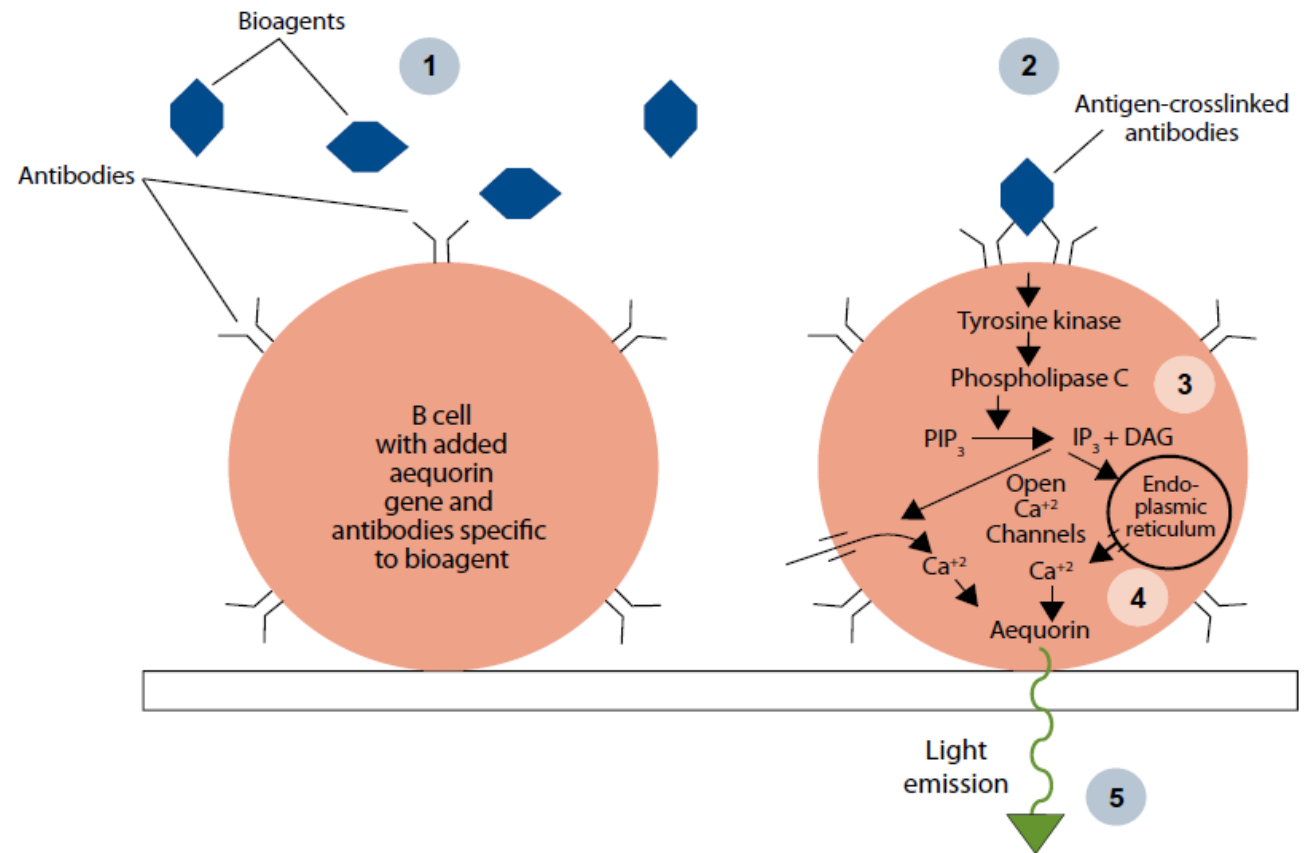 Bioagents
1
2
Antigen-crosslinked
antibodies
Antibodies
B cell
with added
aequorin
gene and
antibodies specific
to bioagent
Tyrosine kinase
Phospholipase C
3
PIP₃
IP₃ + DAG
Open
Ca⁺²
Channels
Endo-
plasmic
reticulum
Ca⁺²
Ca⁺²
4
Aequorin
Light
emission
5